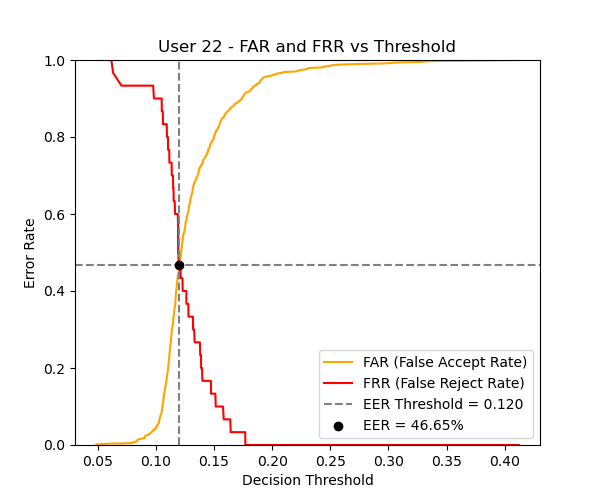 User 22 - FAR and FRR vs Threshold
1.0
0.8
0.6
0.4
0.2
0.0
Error Rate
FAR (False Accept Rate)
FRR (False Reject Rate)
EER Threshold = 0.120
EER = 46.65%
0.05 0.10 0.15 0.20 0.25 0.30 0.35 0.40
Decision Threshold